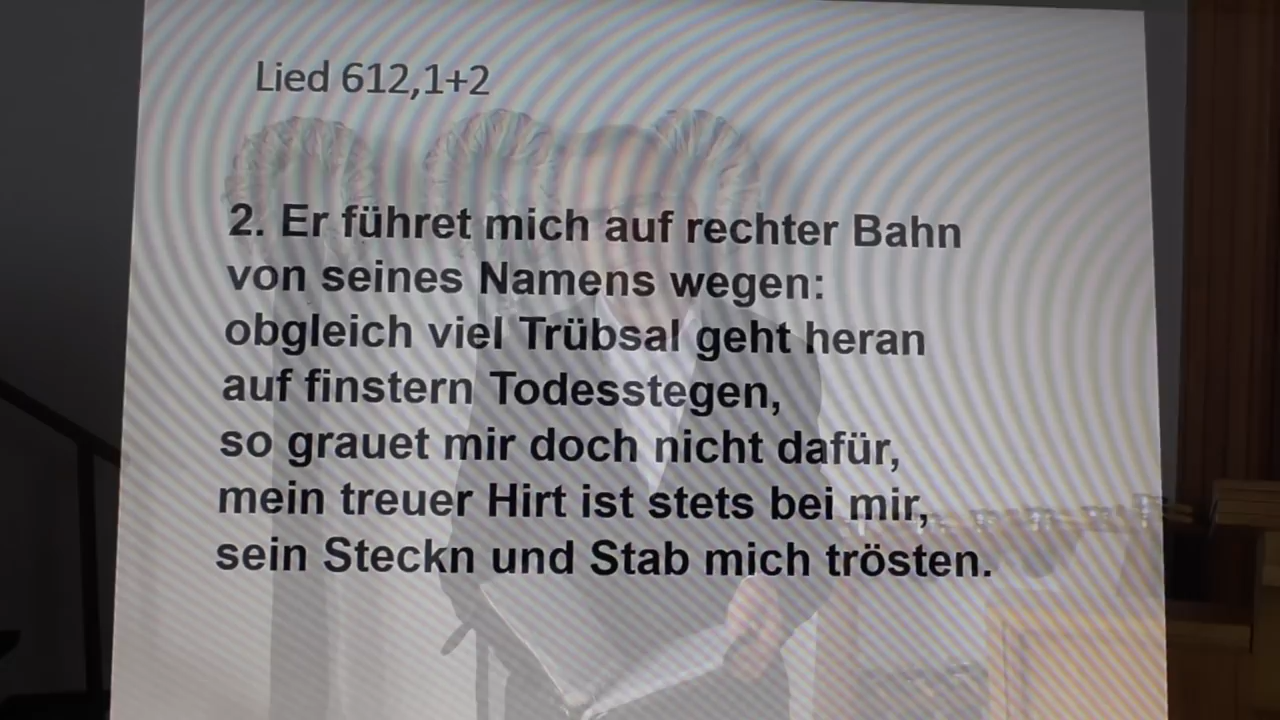 Lied 612,1+2
2. Er führet mich auf rechter Bahn
von seines Namens wegen:
obgleich viel Trübsal geht heran
auf finstern Todesstegen,
so grauet mir doch nicht dafür,
mein treuer Hirt ist stets bei mir,
sein Steckn und Stab mich trösten.